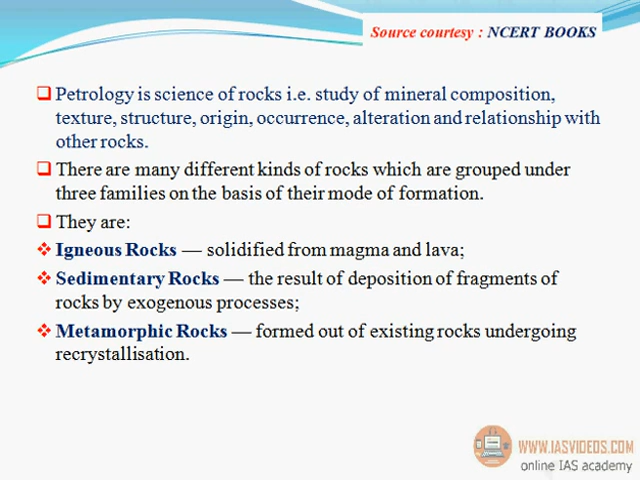 Source courtesy : NCERT BOOKS
Petrology is science of rocks i.e. study of mineral composition,
texture, structure, origin, occurrence, alteration and relationship with
other rocks.
There are many different kinds of rocks which are grouped under
three families on the basis of their mode of formation.
They are:
Igneous Rocks — solidified from magma and lava;
Sedimentary Rocks — the result of deposition of fragments of
rocks by exogenous processes;
Metamorphic Rocks — formed out of existing rocks undergoing
recrystallisation.
WWW.IASVIDEOS.COM
online IAS academy